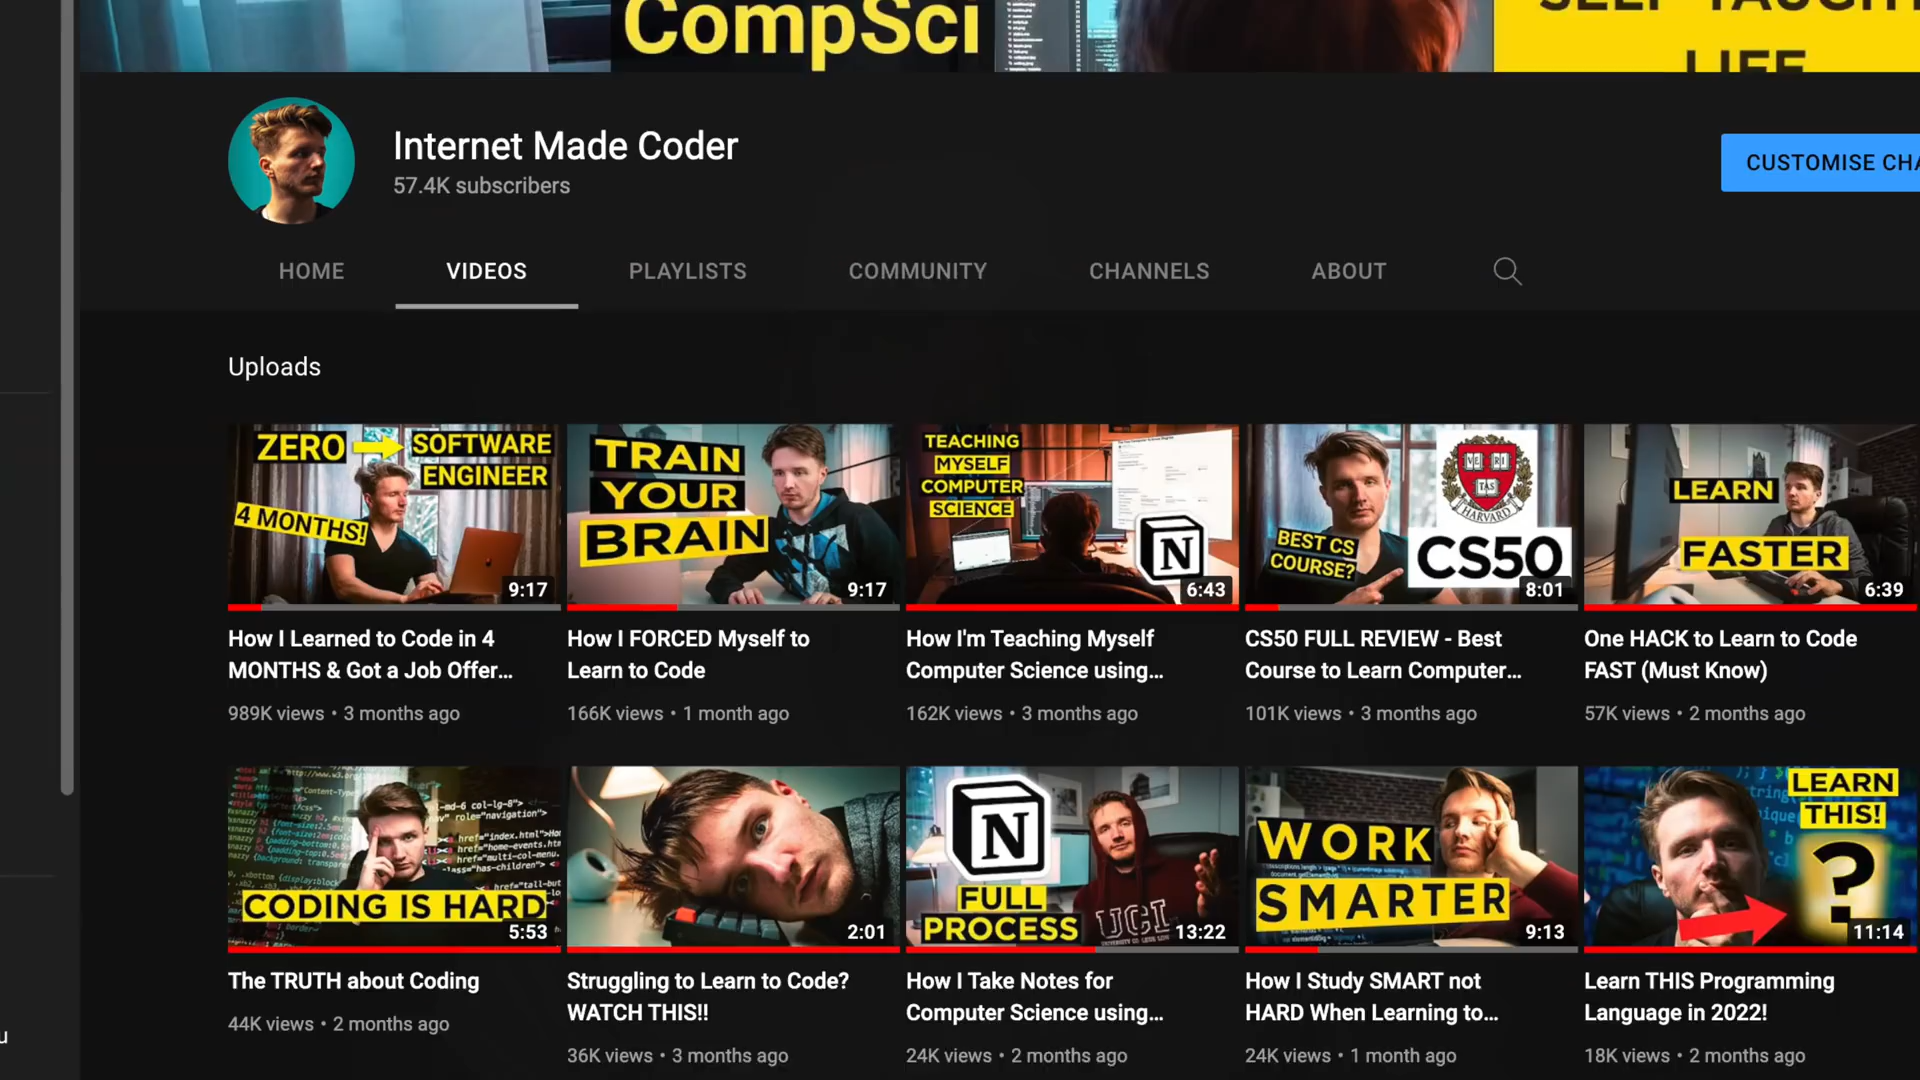 CompSci
SELF TAUGHT
LIFE
Internet Made Coder
57.4K subscribers
CUSTOMISE CHA
HOME
VIDEOS
PLAYLISTS
COMMUNITY
CHANNELS
ABOUT
Uploads
ZERO SOFTWARE
ENGINEER
4 MONTHS!
9:17
TRAIN
YOUR
BRAIN
9:17
TEACHING
MYSELF
COMPUTER
SCIENCE
N
6:43
VE RI
TAS
HARVARD
BEST CS
COURSE?
CS50
8:01
LEARN
FASTER
6:39
How I Learned to Code in 4
MONTHS & Got a Job Offer...
989K views • 3 months ago
How I FORCED Myself to
Learn to Code
166K views • 1 month ago
How I'm Teaching Myself
Computer Science using...
162K views • 3 months ago
CS50 FULL REVIEW - Best
Course to Learn Computer...
101K views • 3 months ago
One HACK to Learn to Code
FAST (Must Know)
57K views • 2 months ago
CODING IS HARD
5:53
2:01
N
FULL
PROCESS
UCL
13:22
WORK
SMARTER
9:13
LEARN
THIS!
?
11:14
The TRUTH about Coding
44K views • 2 months ago
Struggling to Learn to Code?
WATCH THIS!!
36K views • 3 months ago
How I Take Notes for
Computer Science using...
24K views • 2 months ago
How I Study SMART not
HARD When Learning to...
24K views • 1 month ago
Learn THIS Programming
Language in 2022!
18K views • 2 months ago
u